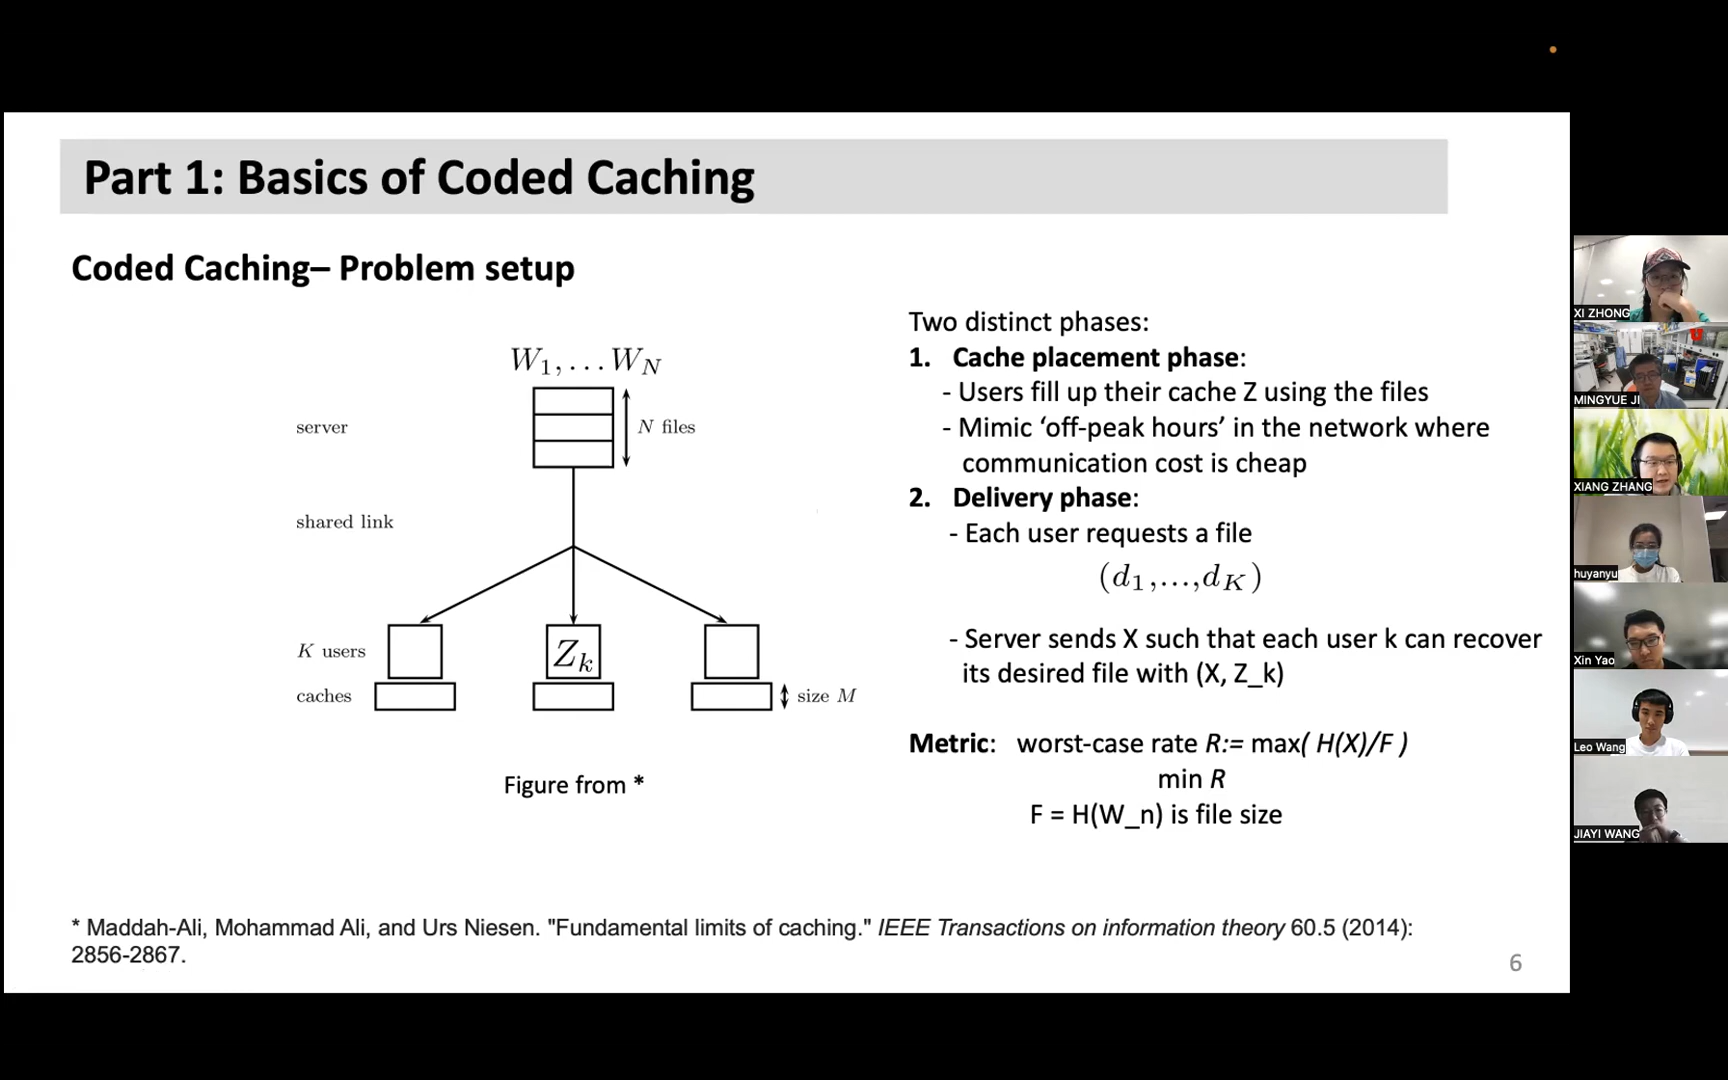 Part 1: Basics of Coded Caching
Coded Caching– Problem setup
W_1, ... W_N
server
N files
shared link
K users
Z_k
caches
size M
Figure from *
Two distinct phases:
1. Cache placement phase:
- Users fill up their cache Z using the files
- Mimic ‘off-peak hours’ in the network where
communication cost is cheap
2. Delivery phase:
- Each user requests a file
(d_1,...,d_K)
- Server sends X such that each user k can recover
its desired file with (X, Z_k)
Metric: worst-case rate R:= max( H(X)/F )
min R
F = H(W_n) is file size
* Maddah-Ali, Mohammad Ali, and Urs Niesen. "Fundamental limits of caching." IEEE Transactions on information theory 60.5 (2014):
2856-2867.
6
XI ZHONG
MINGYUE JI
XIANG ZHANG
huyanyu
Xin Yao
Leo Wang
JIAYI WANG